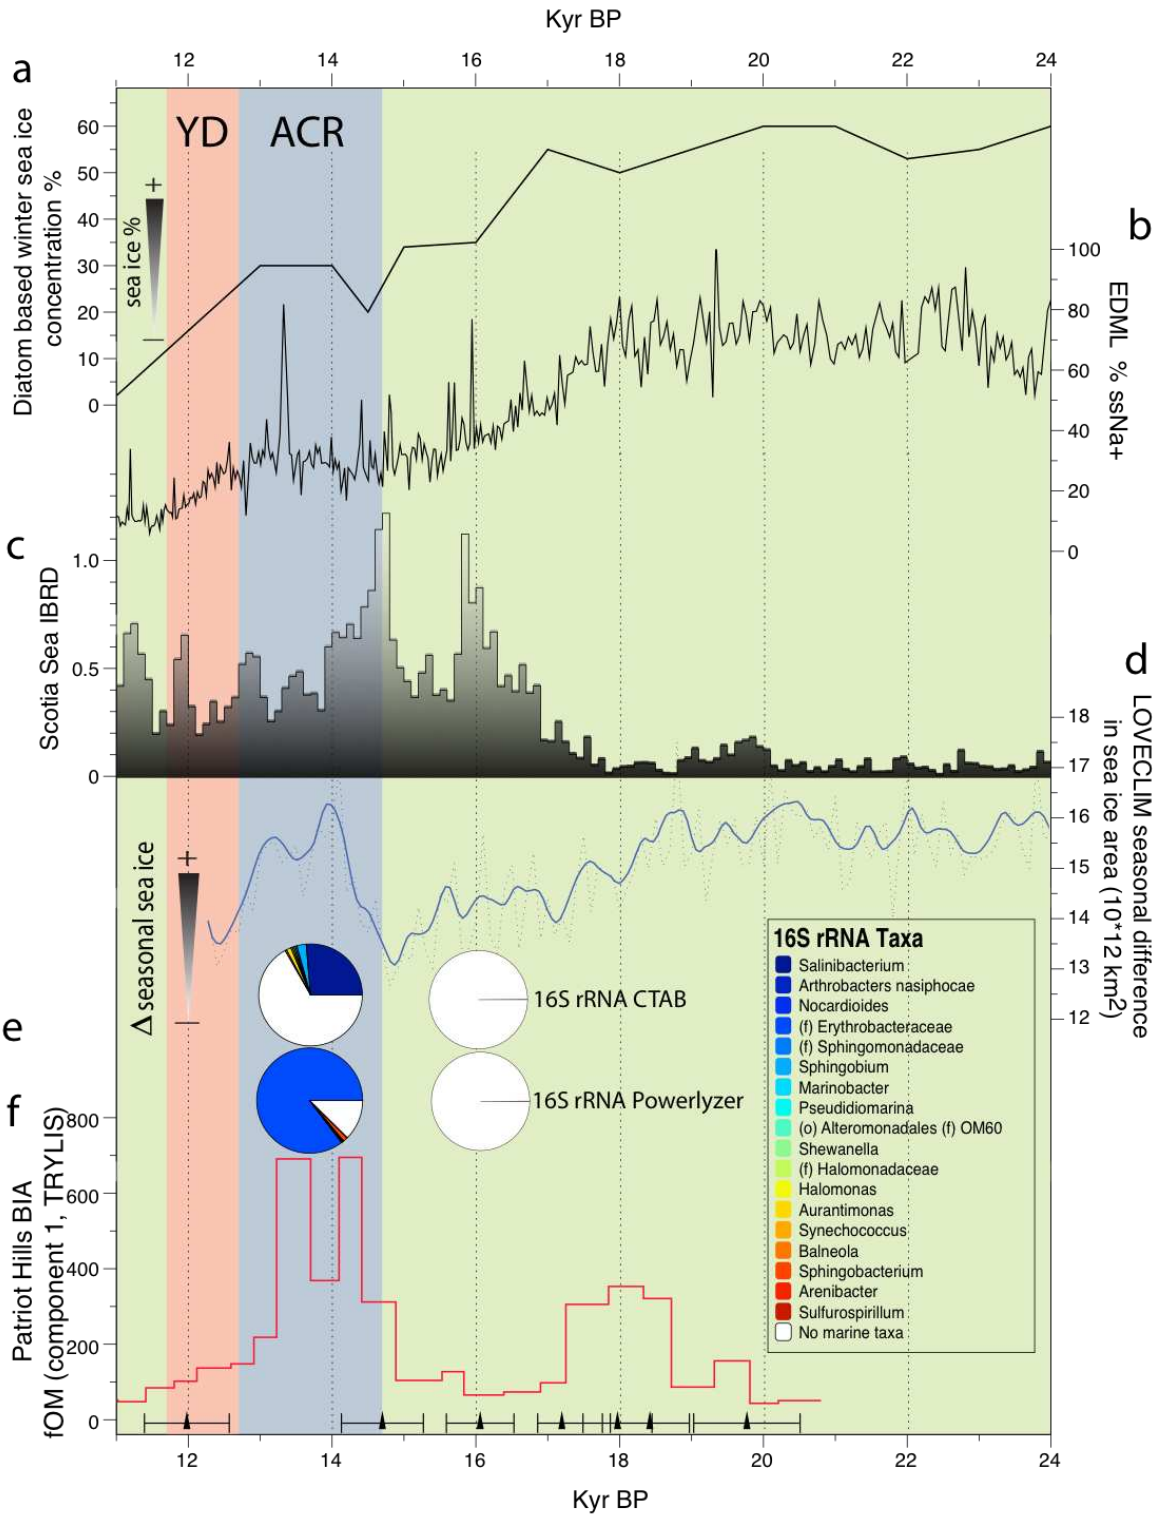 Kyr BP
12 14 16 18 20 22 24
a
YD ACR
Diatom based winter sea ice
concentration %
60
50
40
30
20
10
0
+
sea ice %
b
EDML % ssNa+
100
80
60
40
20
0
c
Scotia Sea IBRD
1.0
0.5
0
d
LOVECLIM seasonal difference
in sea ice area (10*12 km2)
18
17
16
15
14
13
12
+
Δ seasonal sea ice
e
16S rRNA CTAB
16S rRNA Powerlyzer
16S rRNA Taxa
Salinibacterium
Arthrobacters nasiphocae
Nocardioides
(f) Erythrobacteraceae
(f) Sphingomonadaceae
Sphingobium
Marinobacter
Pseudidiomarina
(o) Alteromonadales (f) OM60
Shewanella
(f) Halomonadaceae
Halomonas
Aurantimonas
Synechococcus
Balneola
Sphingobacterium
Arenibacter
Sulfurospirillum
No marine taxa
f
Patriot Hills BIA
fOM (component 1, TRYLIS)
800
600
400
200
0
12 14 16 18 20 22 24
Kyr BP